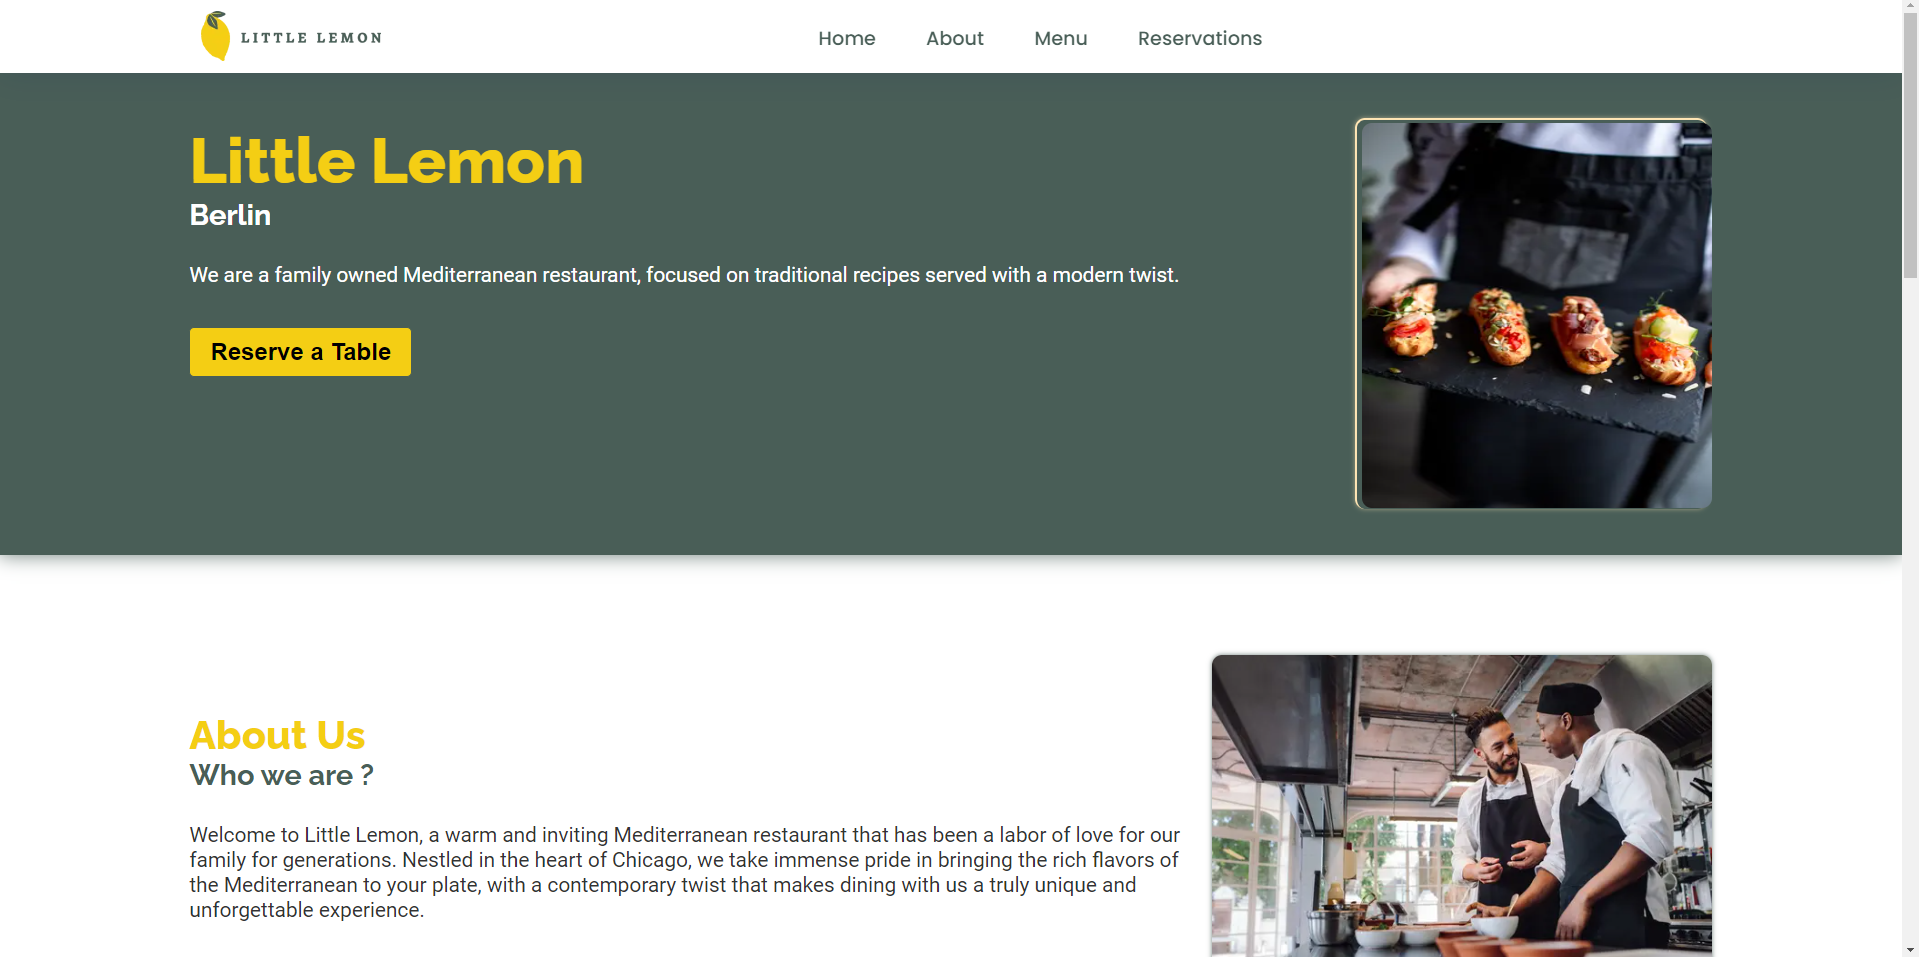 LITTLE LEMON
Home
About
Menu
Reservations
Little Lemon
Berlin
We are a family owned Mediterranean restaurant, focused on traditional recipes served with a modern twist.
Reserve a Table
About Us
Who we are ?
Welcome to Little Lemon, a warm and inviting Mediterranean restaurant that has been a labor of love for our
family for generations. Nestled in the heart of Chicago, we take immense pride in bringing the rich flavors of
the Mediterranean to your plate, with a contemporary twist that makes dining with us a truly unique and
unforgettable experience.